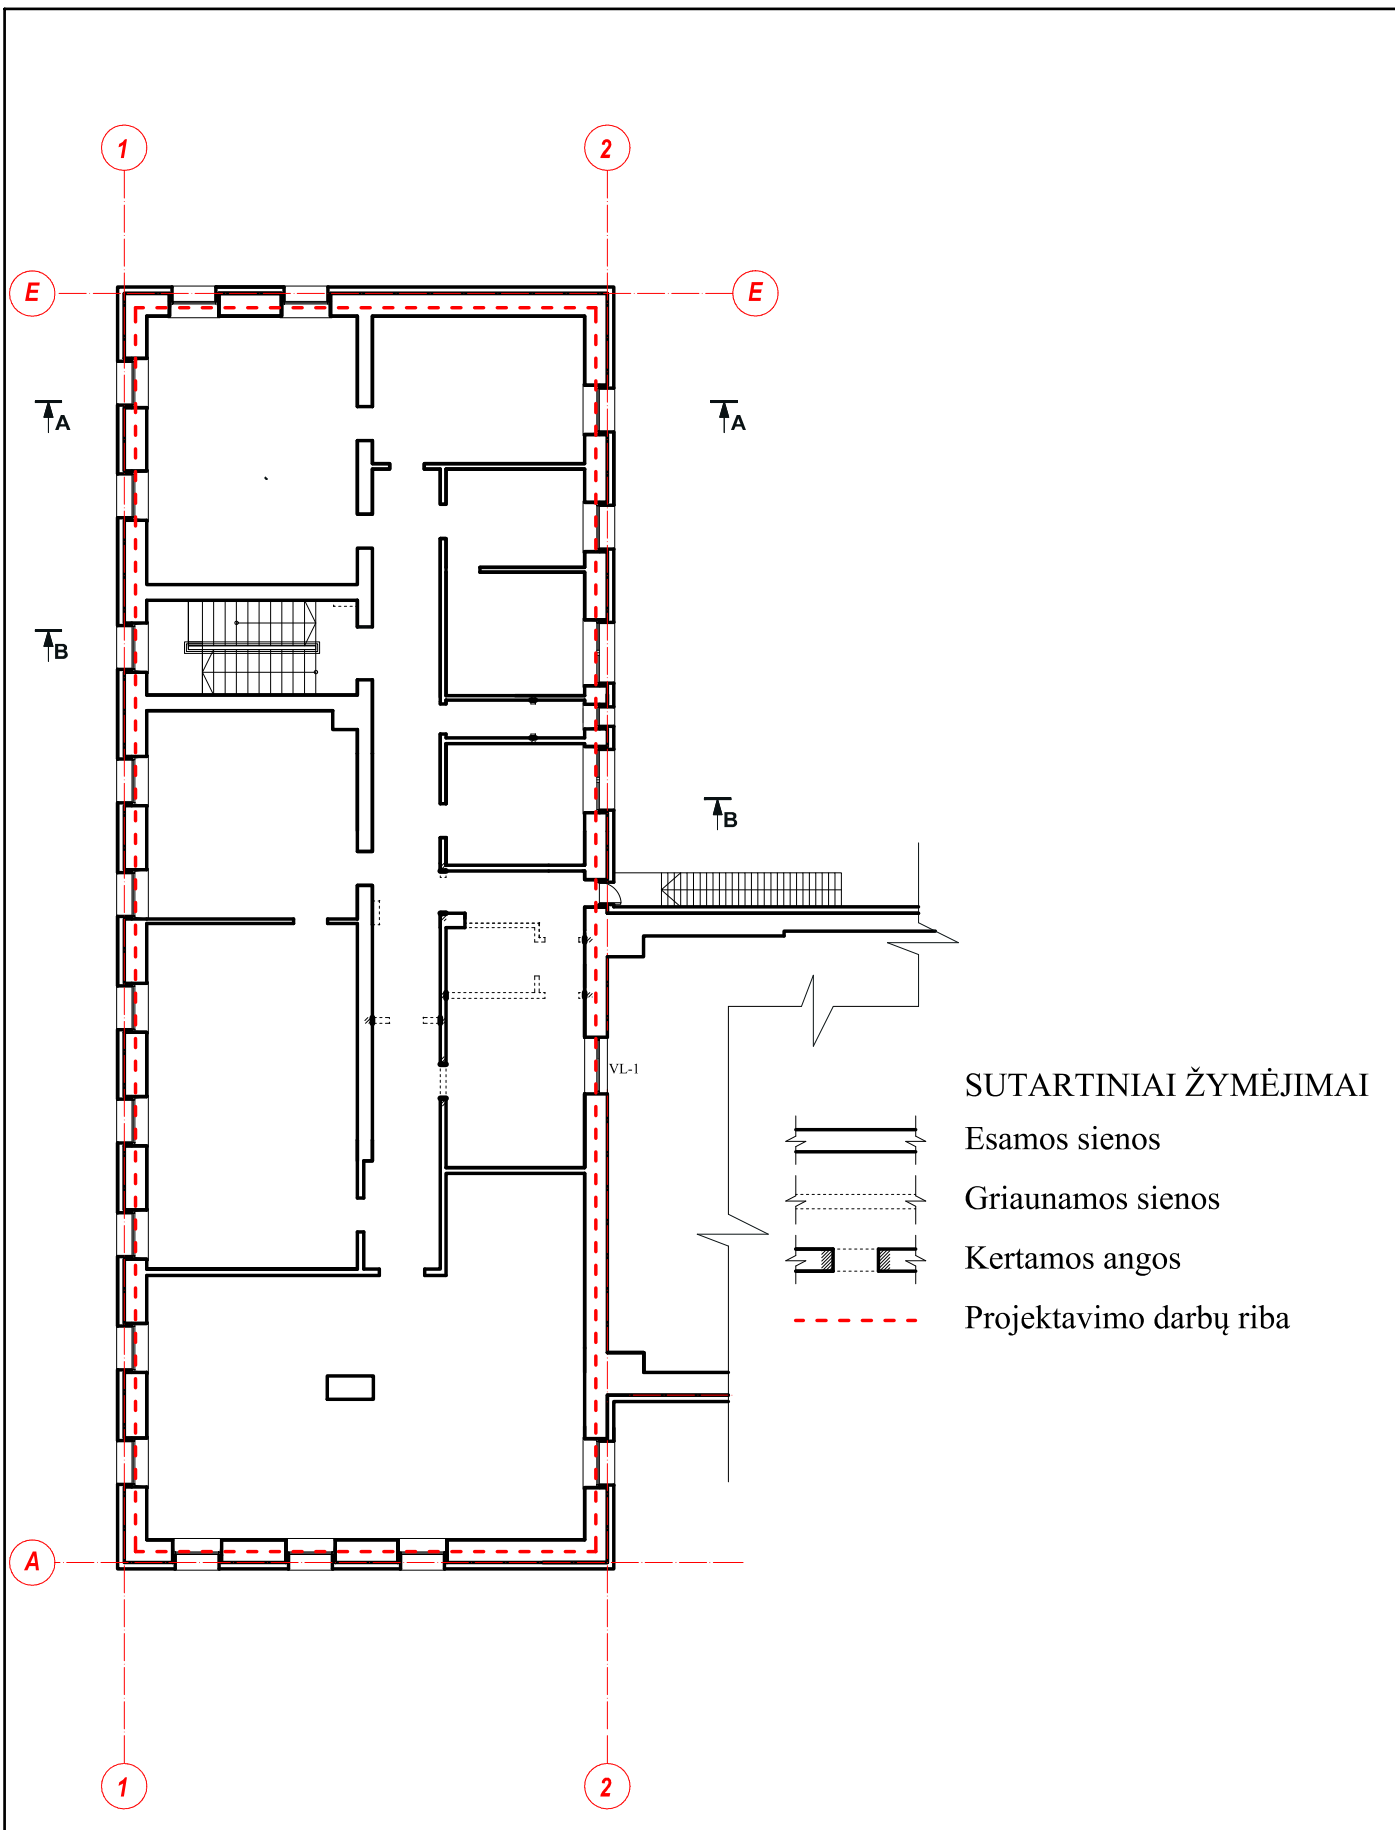 1
2
E
E
A
A
B
B
VL-1
SUTARTINIAI ŽYMĖJIMAI
Esamos sienos
Griaunamos sienos
Kertamos angos
Projektavimo darbų riba
A
1
2